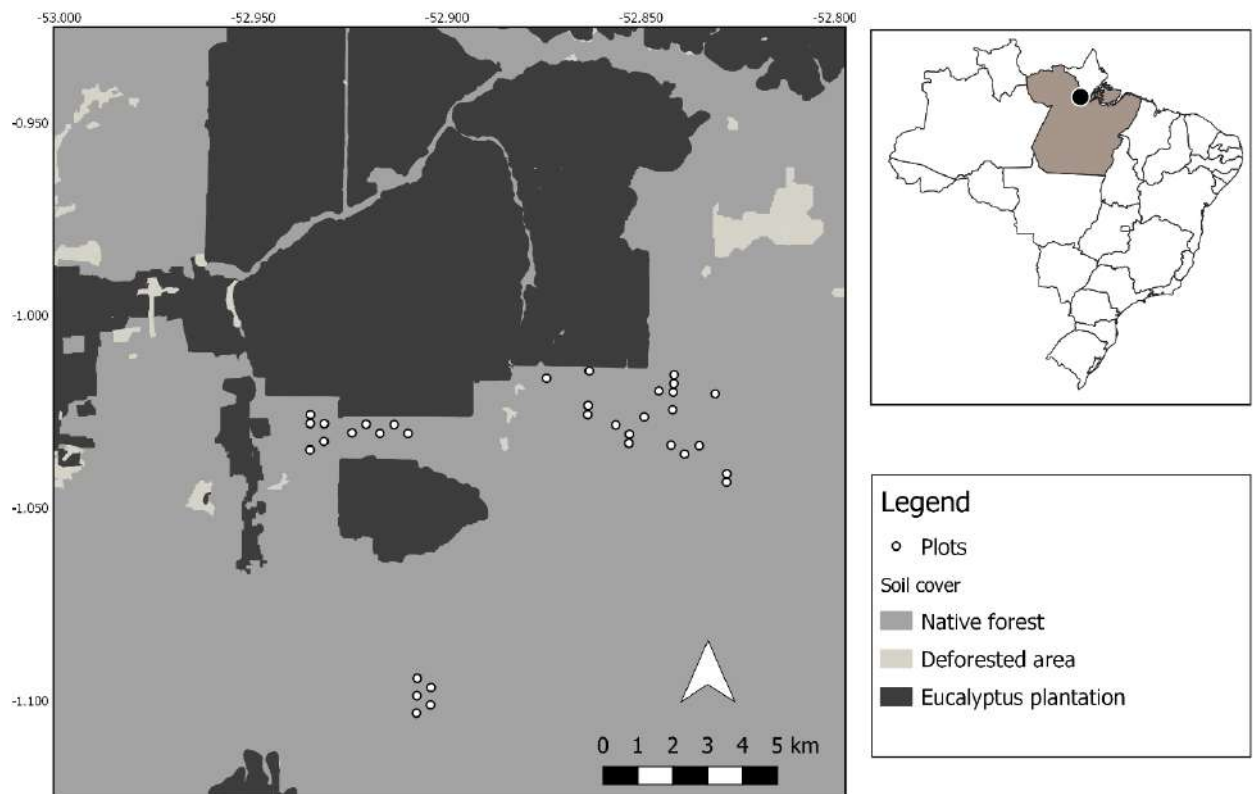 -53.000 -52.950 -52.900 -52.850 -52.800
-0.950
-1.000
-1.050
-1.100
0 1 2 3 4 5 km
Legend
Plots
Soil cover
Native forest
Deforested area
Eucalyptus plantation